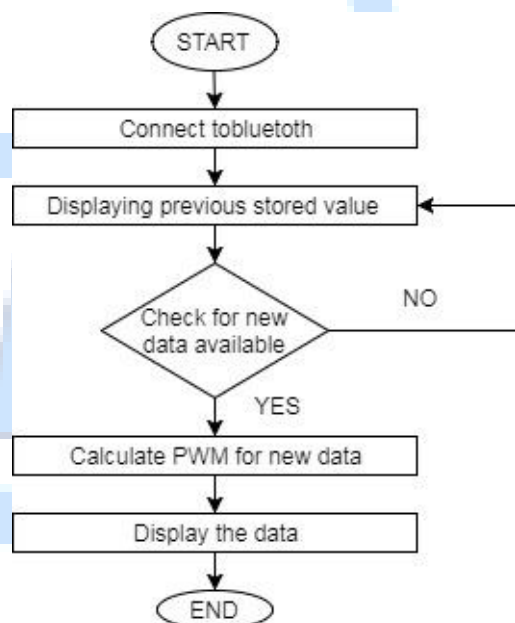 START
Connect tobluetoth
Displaying previous stored value
NO
Check for new
data available
YES
Calculate PWM for new data
Display the data
END